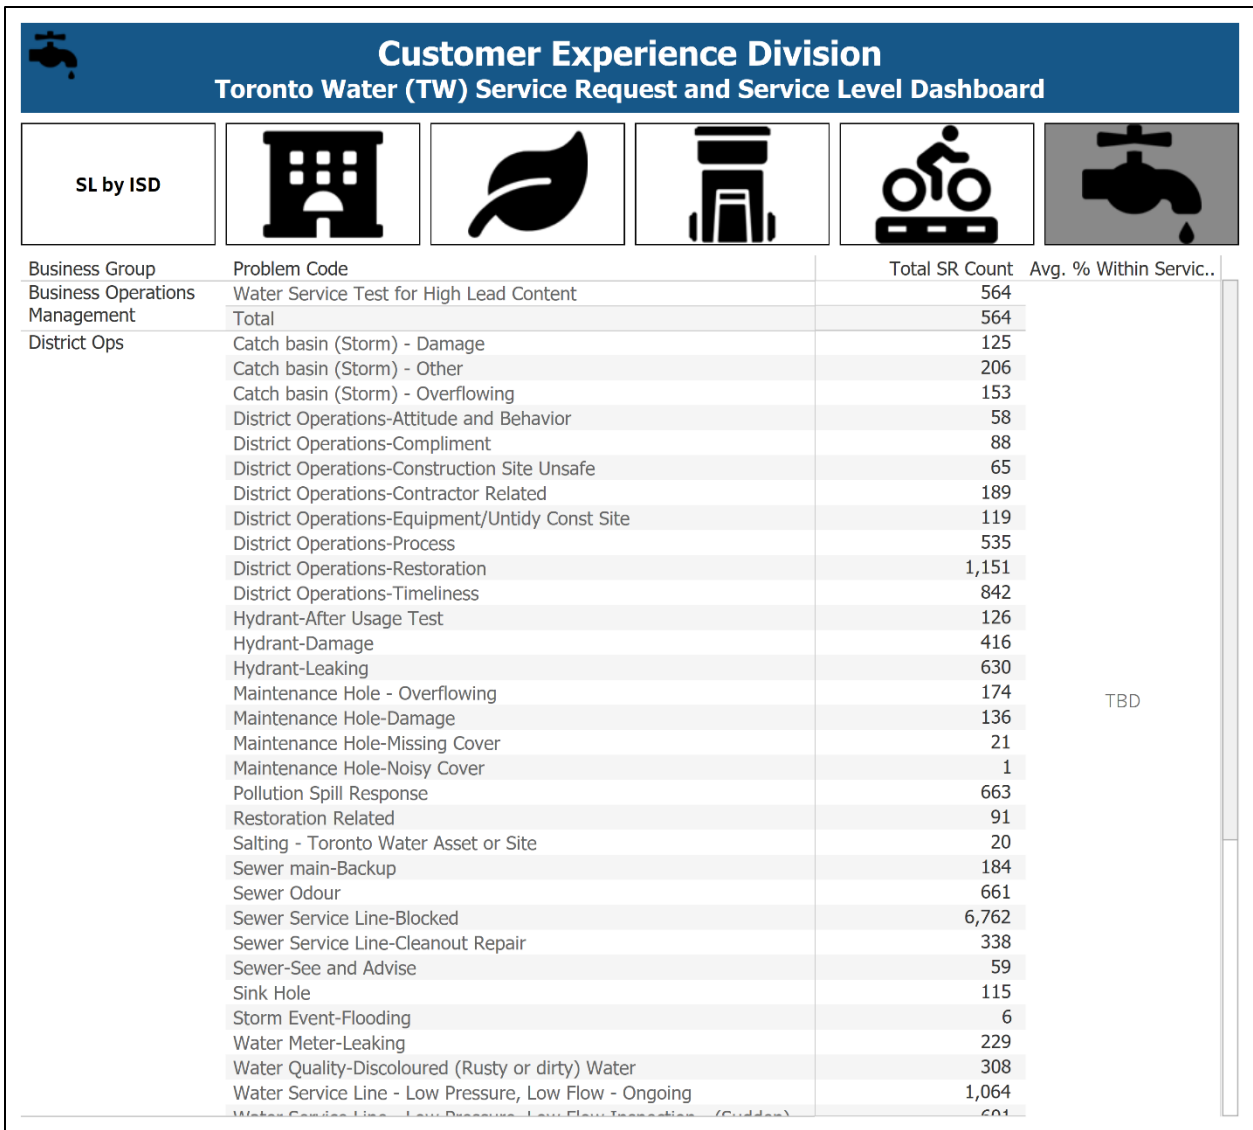 Customer Experience Division
Toronto Water (TW) Service Request and Service Level Dashboard
SL by ISD
Business Group Problem Code Total SR Count Avg. % Within Servic..
Business Operations Management Water Service Test for High Lead Content 564
Total 564
District Ops Catch basin (Storm) - Damage 125
Catch basin (Storm) - Other 206
Catch basin (Storm) - Overflowing 153
District Operations-Attitude and Behavior 58
District Operations-Compliment 88
District Operations-Construction Site Unsafe 65
District Operations-Contractor Related 189
District Operations-Equipment/Untidy Const Site 119
District Operations-Process 535
District Operations-Restoration 1,151
District Operations-Timeliness 842
Hydrant-After Usage Test 126
Hydrant-Damage 416
Hydrant-Leaking 630
Maintenance Hole - Overflowing 174
TBD
Maintenance Hole-Damage 136
Maintenance Hole-Missing Cover 21
Maintenance Hole-Noisy Cover 1
Pollution Spill Response 663
Restoration Related 91
Salting - Toronto Water Asset or Site 20
Sewer main-Backup 184
Sewer Odour 661
Sewer Service Line-Blocked 6,762
Sewer Service Line-Cleanout Repair 338
Sewer-See and Advise 59
Sink Hole 115
Storm Event-Flooding 6
Water Meter-Leaking 229
Water Quality-Discoloured (Rusty or dirty) Water 308
Water Service Line - Low Pressure, Low Flow - Ongoing 1,064
Water Service Line - Low Pressure, Low Flow Inspection - (Sudden)